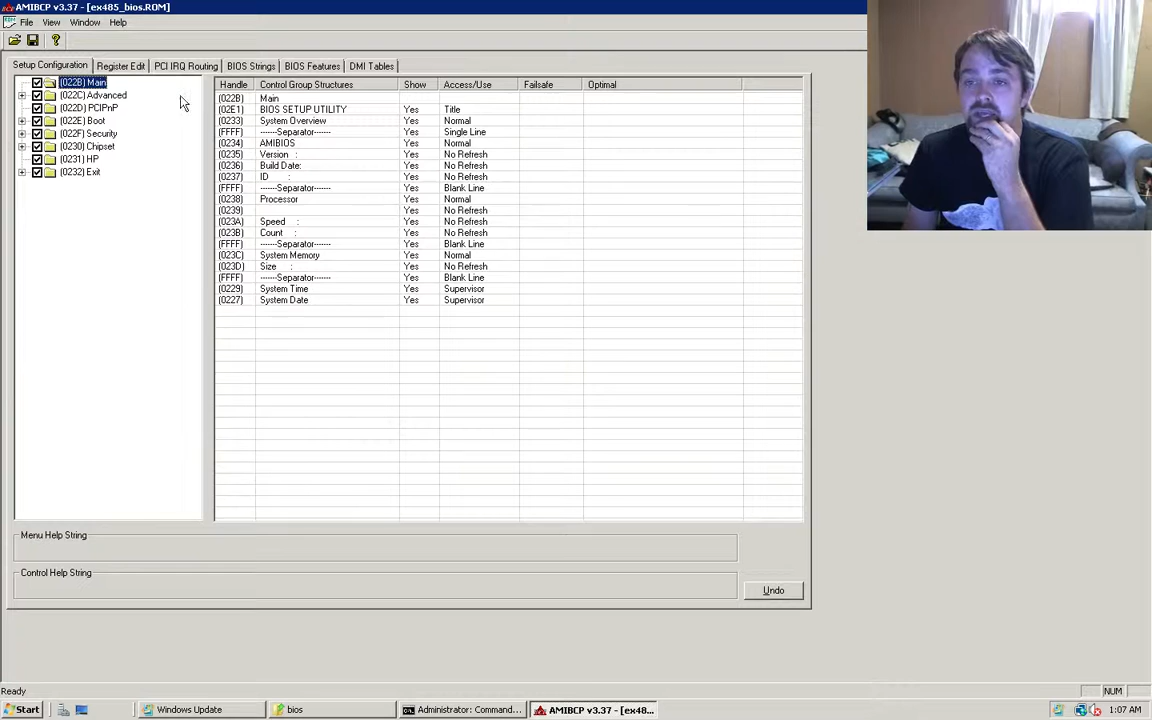 AMIBCP v3.37 - [ex485_bios.ROM]
File View Window Help
Setup Configuration Register Edit PCI IRQ Routing BIOS Strings BIOS Features DMI Tables
(022B) Main
(022C) Advanced
(022D) PCIPnP
(022E) Boot
(022F) Security
(0230) Chipset
(0231) HP
(0232) Exit
Handle Control Group Structures Show Access/Use Failsafe Optimal
(022B) Main
(02E1) BIOS SETUP UTILITY Yes Title
(0233) System Overview Yes Normal
(FFFF) ------Separator------ Yes Single Line
(0234) AMIBIOS Yes Normal
(0235) Version : Yes No Refresh
(0236) Build Date: Yes No Refresh
(0237) ID : Yes No Refresh
(FFFF) ------Separator------ Yes Blank Line
(0238) Processor Yes Normal
(0239) Yes No Refresh
(023A) Speed : Yes No Refresh
(023B) Count : Yes No Refresh
(FFFF) ------Separator------ Yes Blank Line
(023C) System Memory Yes Normal
(023D) Size : Yes No Refresh
(FFFF) ------Separator------ Yes Blank Line
(0229) System Time Yes Supervisor
(0227) System Date Yes Supervisor
Menu Help String
Control Help String
Undo
Ready NUM
Start Windows Update bios Administrator: Command... AMIBCP v3.37 - [ex48... 1:07 AM